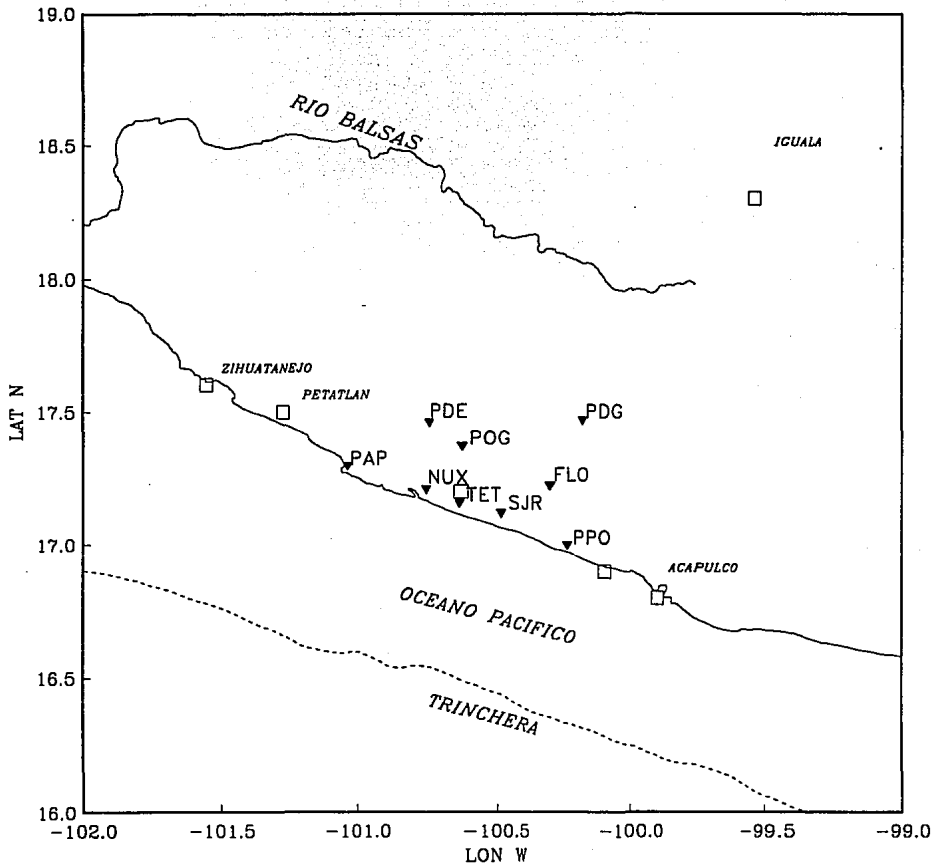 19.0
RIO BALSAS
18.5
IGUALA
18.0
ZIHUATANEJO
PETATLAN
17.5
LAT N
PDE
PDG
POG
PAP
NUX
FLO
TET
SJR
PPO
17.0
ACAPULCO
OCEANO PACIFICO
16.5
TRINCHERA
16.0
-102.0 -101.5 -101.0 -100.5 -100.0 -99.5 -99.0
LON W